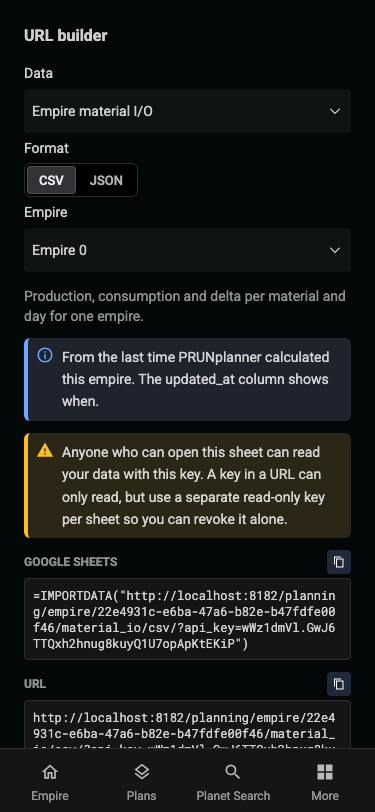 URL builder
Data
Empire material I/O
Format
CSV JSON
Empire
Empire 0
Production, consumption and delta per material and
day for one empire.
From the last time PRUNplanner calculated
this empire. The updated_at column shows
when.
Anyone who can open this sheet can read
your data with this key. A key in a URL can
only read, but use a separate read-only key
per sheet so you can revoke it alone.
GOOGLE SHEETS
=IMPORTDATA("http://localhost:8182/plannin
g/empire/22e4931c-e6ba-47a6-b82e-b47fdfe00
f46/material_io/csv/?api_key=wWz1dmVl.GwJ6
TTQxh2hnug8kuyQ1U7opApKtEKiP")
URL
http://localhost:8182/planning/empire/22e4
931c-e6ba-47a6-b82e-b47fdfe00f46/material_
Empire Plans Planet Search More